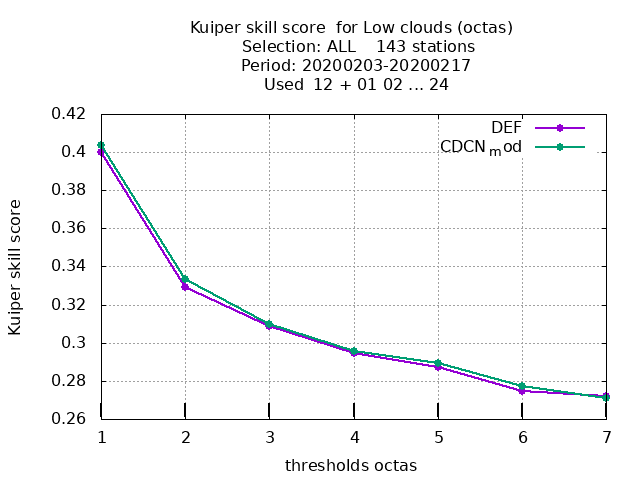 Kuiper skill score  for Low clouds (octas)
Selection: ALL    143 stations
Period: 20200203-20200217
Used  12 + 01 02 ... 24
DEF
CDCNmod
Kuiper skill score
0.42
0.4
0.38
0.36
0.34
0.32
0.3
0.28
0.26
1 2 3 4 5 6 7
thresholds octas